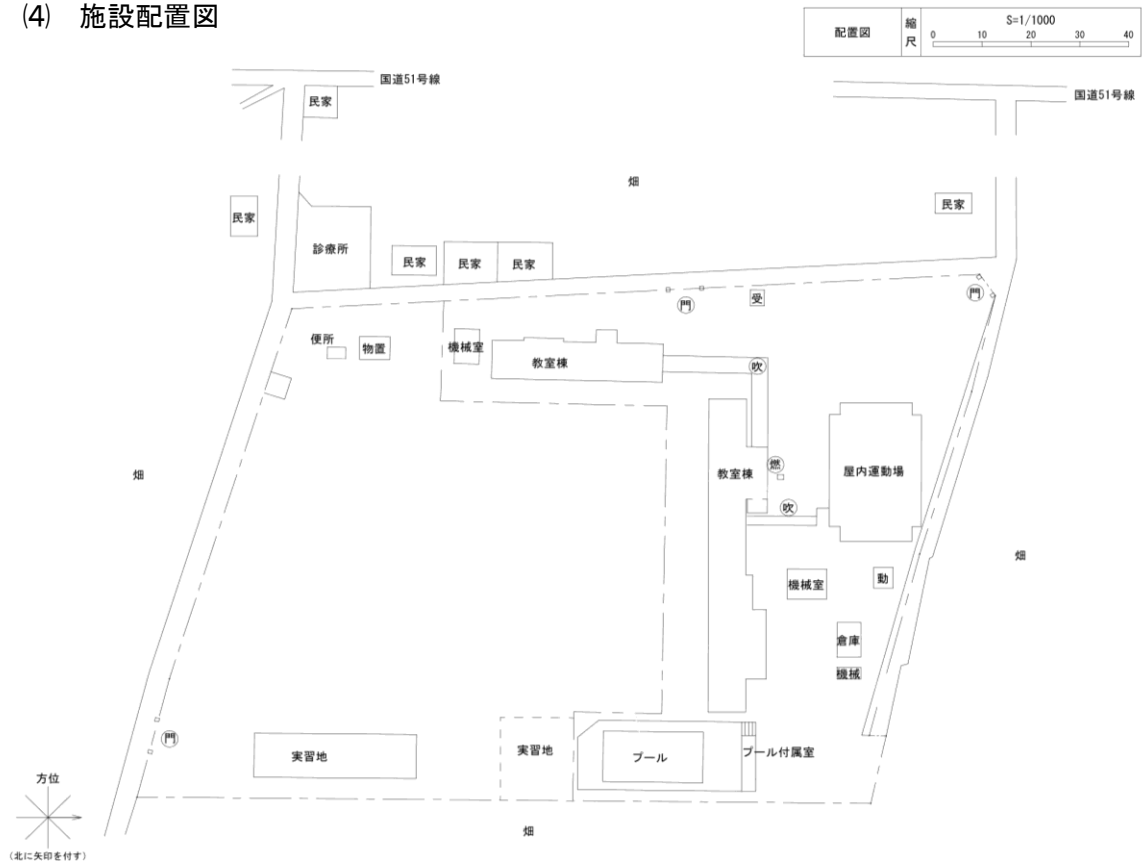 (4) 施設配置図
配置図
縮尺
S=1/1000
0 10 20 30 40
国道51号線
民家
国道51号線
畑
民家
民家
診療所
民家
民家
民家
門
受
門
便所
物置
機械室
教室棟
吹
畑
教室棟
燃
屋内運動場
吹
畑
機械室
動
倉庫
機械
門
実習地
実習地
プール
プール付属室
方位
(北に矢印を付す)
畑